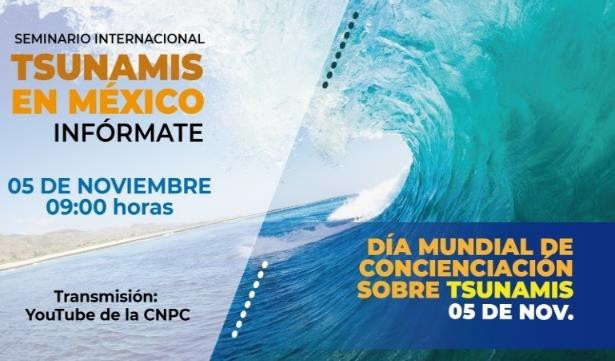 SEMINARIO INTERNACIONAL
TSUNAMIS
EN MÉXICO
INFÓRMATE
05 DE NOVIEMBRE
09:00 horas
Transmisión:
YouTube de la CNPC
DÍA MUNDIAL DE
CONCIENCIACIÓN
SOBRE TSUNAMIS
05 DE NOV.